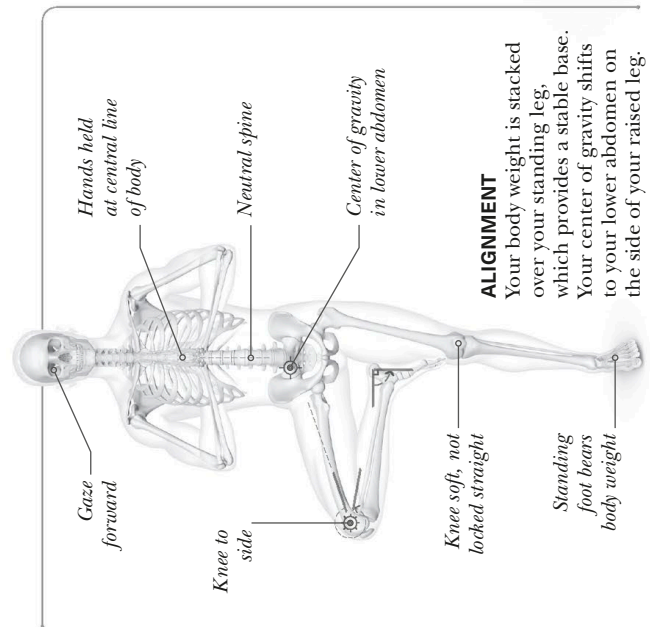 Gaze
forward
Hands held
at central line
of body
Neutral spine
Center of gravity
in lower abdomen
Knee to
side
Knee soft, not
locked straight
Standing
foot bears
body weight
ALIGNMENT
Your body weight is stacked
over your standing leg,
which provides a stable base.
Your center of gravity shifts
to your lower abdomen on
the side of your raised leg.